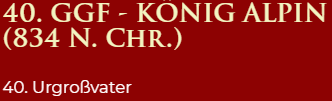 40. GGF - KÖNIG ALPIN
(834 N. CHR.)
40. Urgroßvater